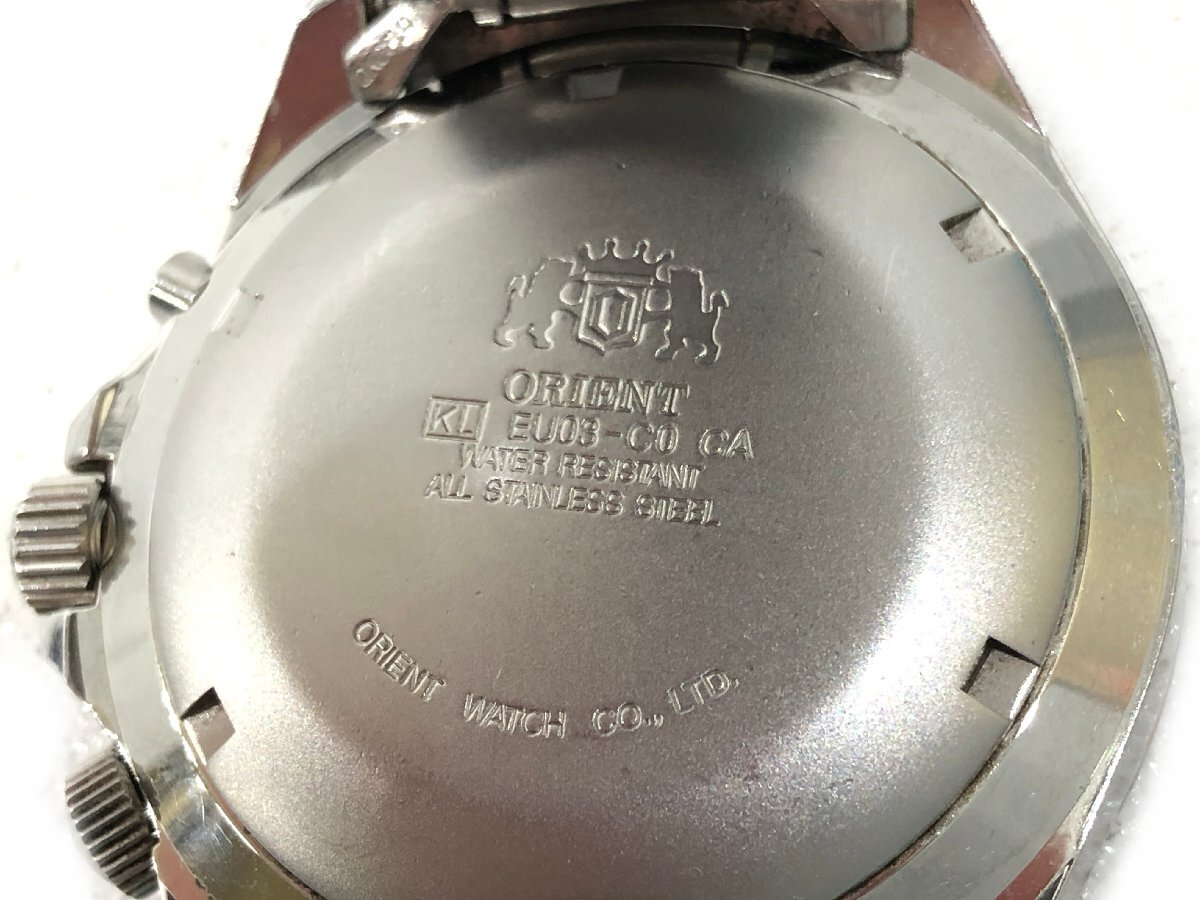 ORIENT
KL EU03-C0 CA
WATER RESISTANT
ALL STAINLESS STEEL
ORIENT WATCH CO., LTD.